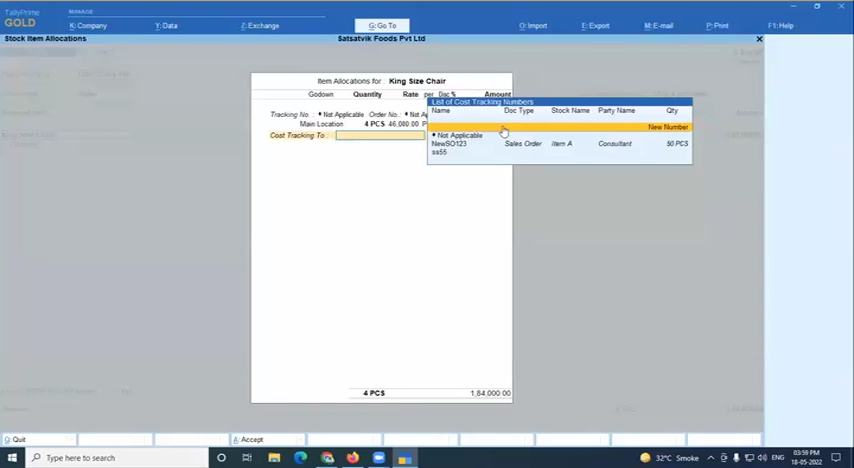 TallyPrime
GOLD
MANAGE
K: Company
Y: Data
Z: Exchange
G: Go To
O: Import
E: Export
M: E-mail
P: Print
F1: Help
Stock Item Allocations
Satsatvik Foods Pvt Ltd
Item Allocations for : King Size Chair
Godown Quantity Rate per Disc % Amount
Tracking No. : Not Applicable Order No.: Not Ap
Main Location 4 PCS 46,080.00 P
Cost Tracking To :
List of Cost Tracking Numbers
Name Doc Type Stock Name Party Name Qty
New Number
Not Applicable
NewSO123 Sales Order Item A Consultant 50 PCS
ss55
4 PCS 1,84,000.00
Q: Quit
A: Accept
Type here to search
32°C Smoke
ENG
03:59 PM
18-05-2022